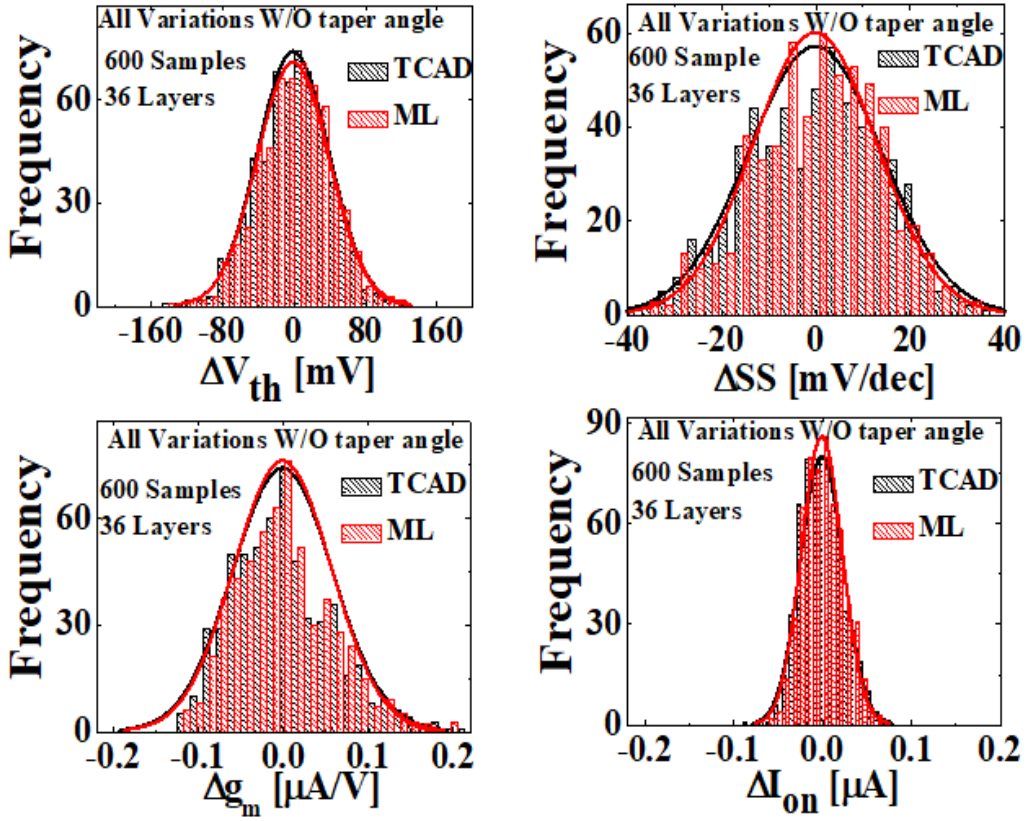 All Variations W/O taper angle
600 Samples
36 Layers
TCAD
ML
Frequency
60
30
0
-160 -80 0 80 160
ΔVth [mV]
All Variations W/O taper angle
600 Sample
36 Layers
TCAD
ML
Frequency
60
40
20
0
-40 -20 0 20 40
ΔSS [mV/dec]
All Variations W/O taper angle
600 Samples
36 Layers
TCAD
ML
Frequency
60
30
0
-0.2 -0.1 0.0 0.1 0.2
Δgm [μA/V]
All Variations W/O taper angle
600 Samples
36 Layers
TCAD
ML
Frequency
90
60
30
0
-0.2 0.0 0.2
ΔIon [μA]